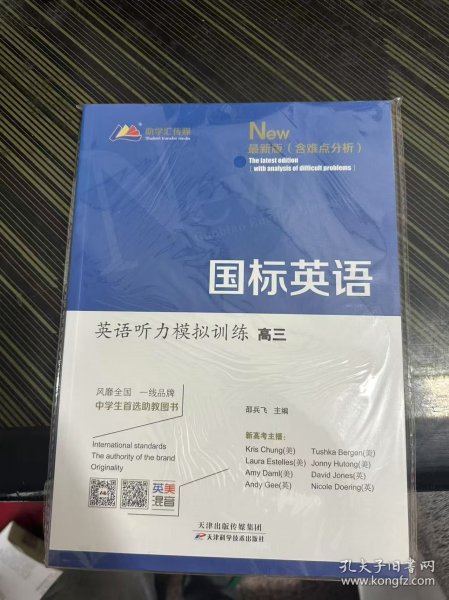 助学汇传媒
Student transfer media
New
最新版（含难点分析）
The latest edition
[ with analysis of difficult problems ]
国标英语
英语听力模拟训练 高三
风靡全国 一线品牌
中学生首选助教图书
邵兵飞 主编
International standards
The authority of the brand
Originality
英美
混音
新高考主播：
Kris Chung(美) Tushka Bergen(美)
Laura Estelles(美) Jonny Hutong(美)
Amy Daml(美) David Jones(英)
Andy Gee(英) Nicole Doering(英)
天津出版传媒集团
天津科学技术出版社
孔夫子旧书网
www.kongfz.com